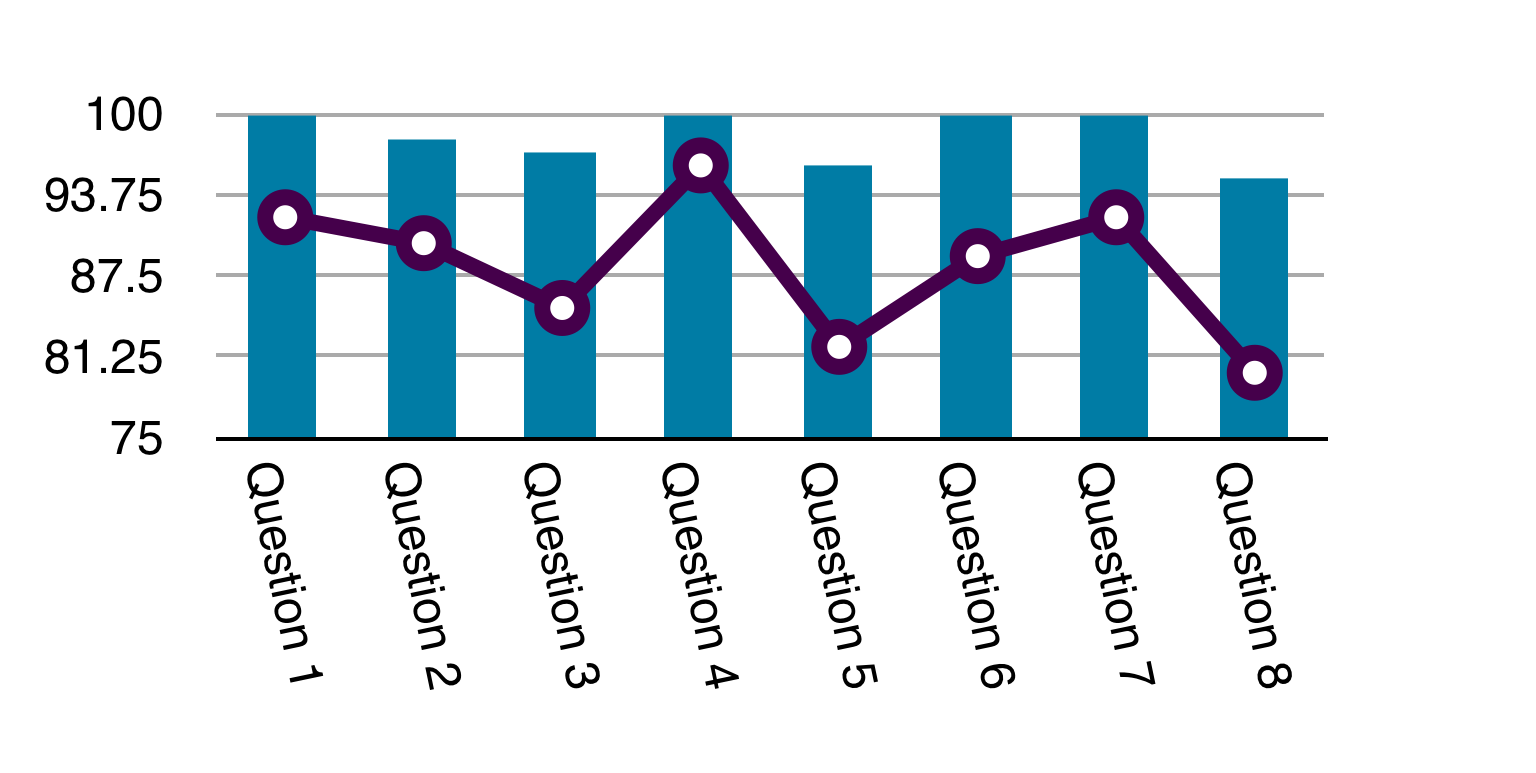 100
93.75
87.5
81.25
75
Question 1
Question 2
Question 3
Question 4
Question 5
Question 6
Question 7
Question 8